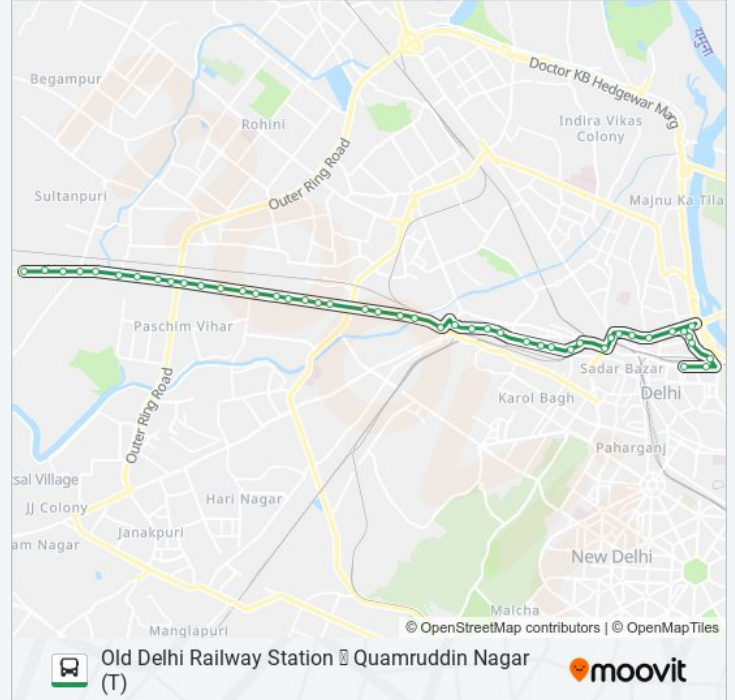 Doctor KB Hedgewar Marg
Begampur
Rohini
Indira Vikas
Colony
Outer Ring Road
Sultanpuri
Majnu Ka Tila
Paschim Vihar
Sadar Bazar
Delhi
Karol Bagh
Outer Ring Road
Paharganj
sal Village
JJ Colony
Hari Nagar
Janakpuri
am Nagar
New Delhi
Malcha
Manglapuri
© OpenStreetMap contributors | © OpenMapTiles
Old Delhi Railway Station Quamruddin Nagar
(T)
moovit